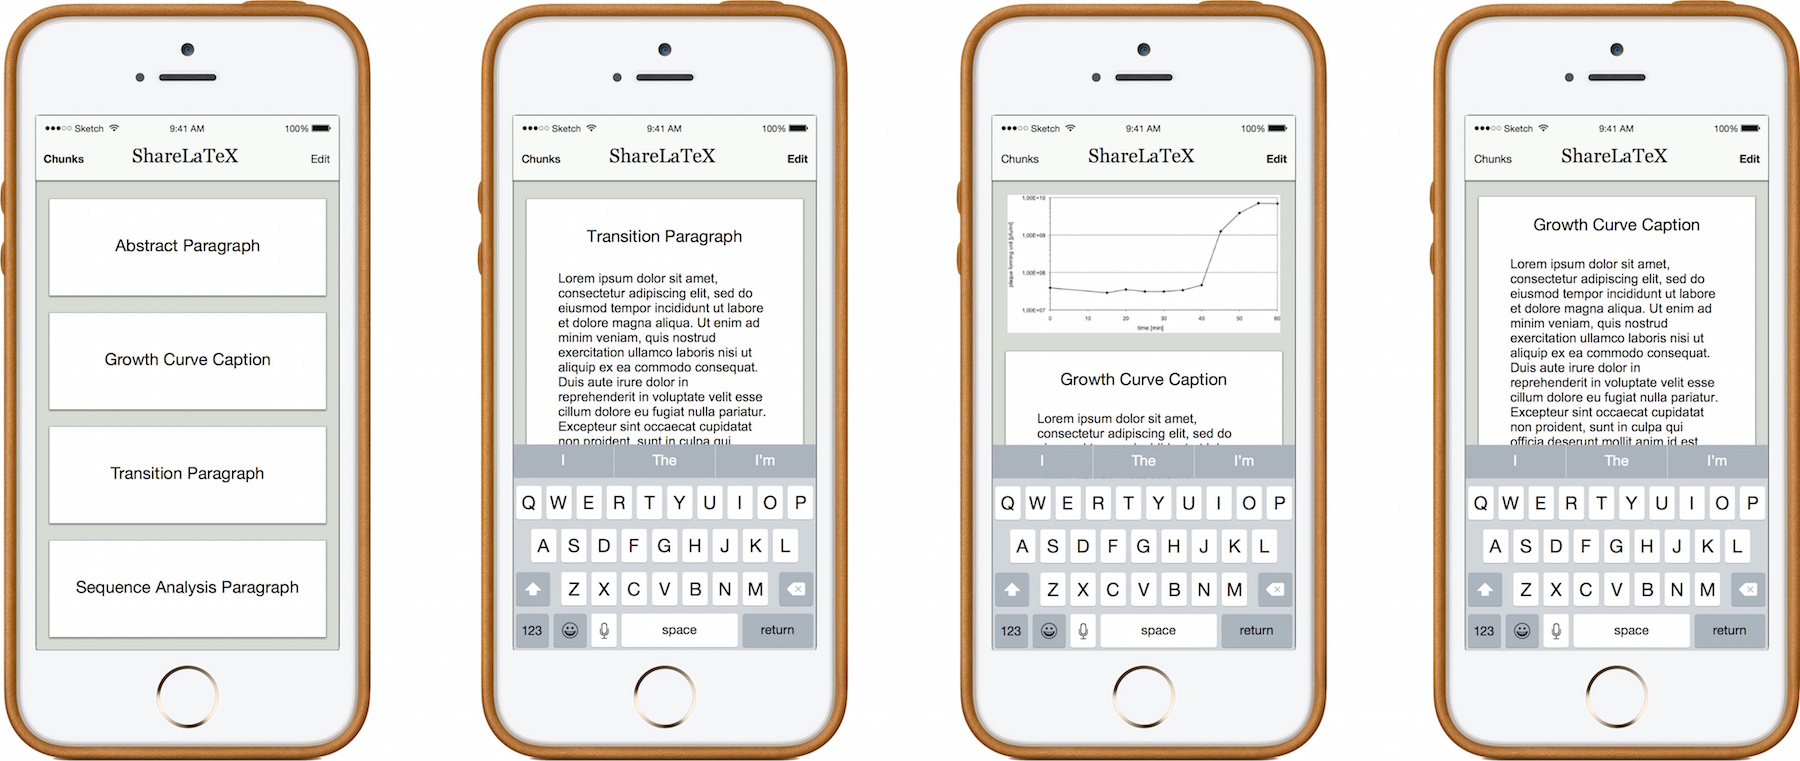 ●●●○○ Sketch 9:41 AM 100%
Chunks ShareLaTeX Edit
Abstract Paragraph
Growth Curve Caption
Transition Paragraph
Sequence Analysis Paragraph
●●●○○ Sketch 9:41 AM 100%
Chunks ShareLaTeX Edit
Transition Paragraph
Lorem ipsum dolor sit amet,
consectetur adipiscing elit, sed do
eiusmod tempor incididunt ut labore
et dolore magna aliqua. Ut enim ad
minim veniam, quis nostrud
exercitation ullamco laboris nisi ut
aliquip ex ea commodo consequat.
Duis aute irure dolor in
reprehenderit in voluptate velit esse
cillum dolore eu fugiat nulla pariatur.
Excepteur sint occaecat cupidatat
non proident, sunt in culpa qui
I The I'm
Q W E R T Y U I O P
A S D F G H J K L
Z X C V B N M
123 space return
●●●○○ Sketch 9:41 AM 100%
Chunks ShareLaTeX Edit
plaque forming unit [pfu/ml]
1,00E+10
1,00E+09
1,00E+08
1,00E+07
0 10 20 30 40 50 60
time [min]
Growth Curve Caption
Lorem ipsum dolor sit amet,
consectetur adipiscing elit, sed do
I The I'm
Q W E R T Y U I O P
A S D F G H J K L
Z X C V B N M
123 space return
●●●○○ Sketch 9:41 AM 100%
Chunks ShareLaTeX Edit
Growth Curve Caption
Lorem ipsum dolor sit amet,
consectetur adipiscing elit, sed do
eiusmod tempor incididunt ut labore
et dolore magna aliqua. Ut enim ad
minim veniam, quis nostrud
exercitation ullamco laboris nisi ut
aliquip ex ea commodo consequat.
Duis aute irure dolor in
reprehenderit in voluptate velit esse
cillum dolore eu fugiat nulla pariatur.
Excepteur sint occaecat cupidatat
non proident, sunt in culpa qui
officia deserunt mollit anim id est
I The I'm
Q W E R T Y U I O P
A S D F G H J K L
Z X C V B N M
123 space return